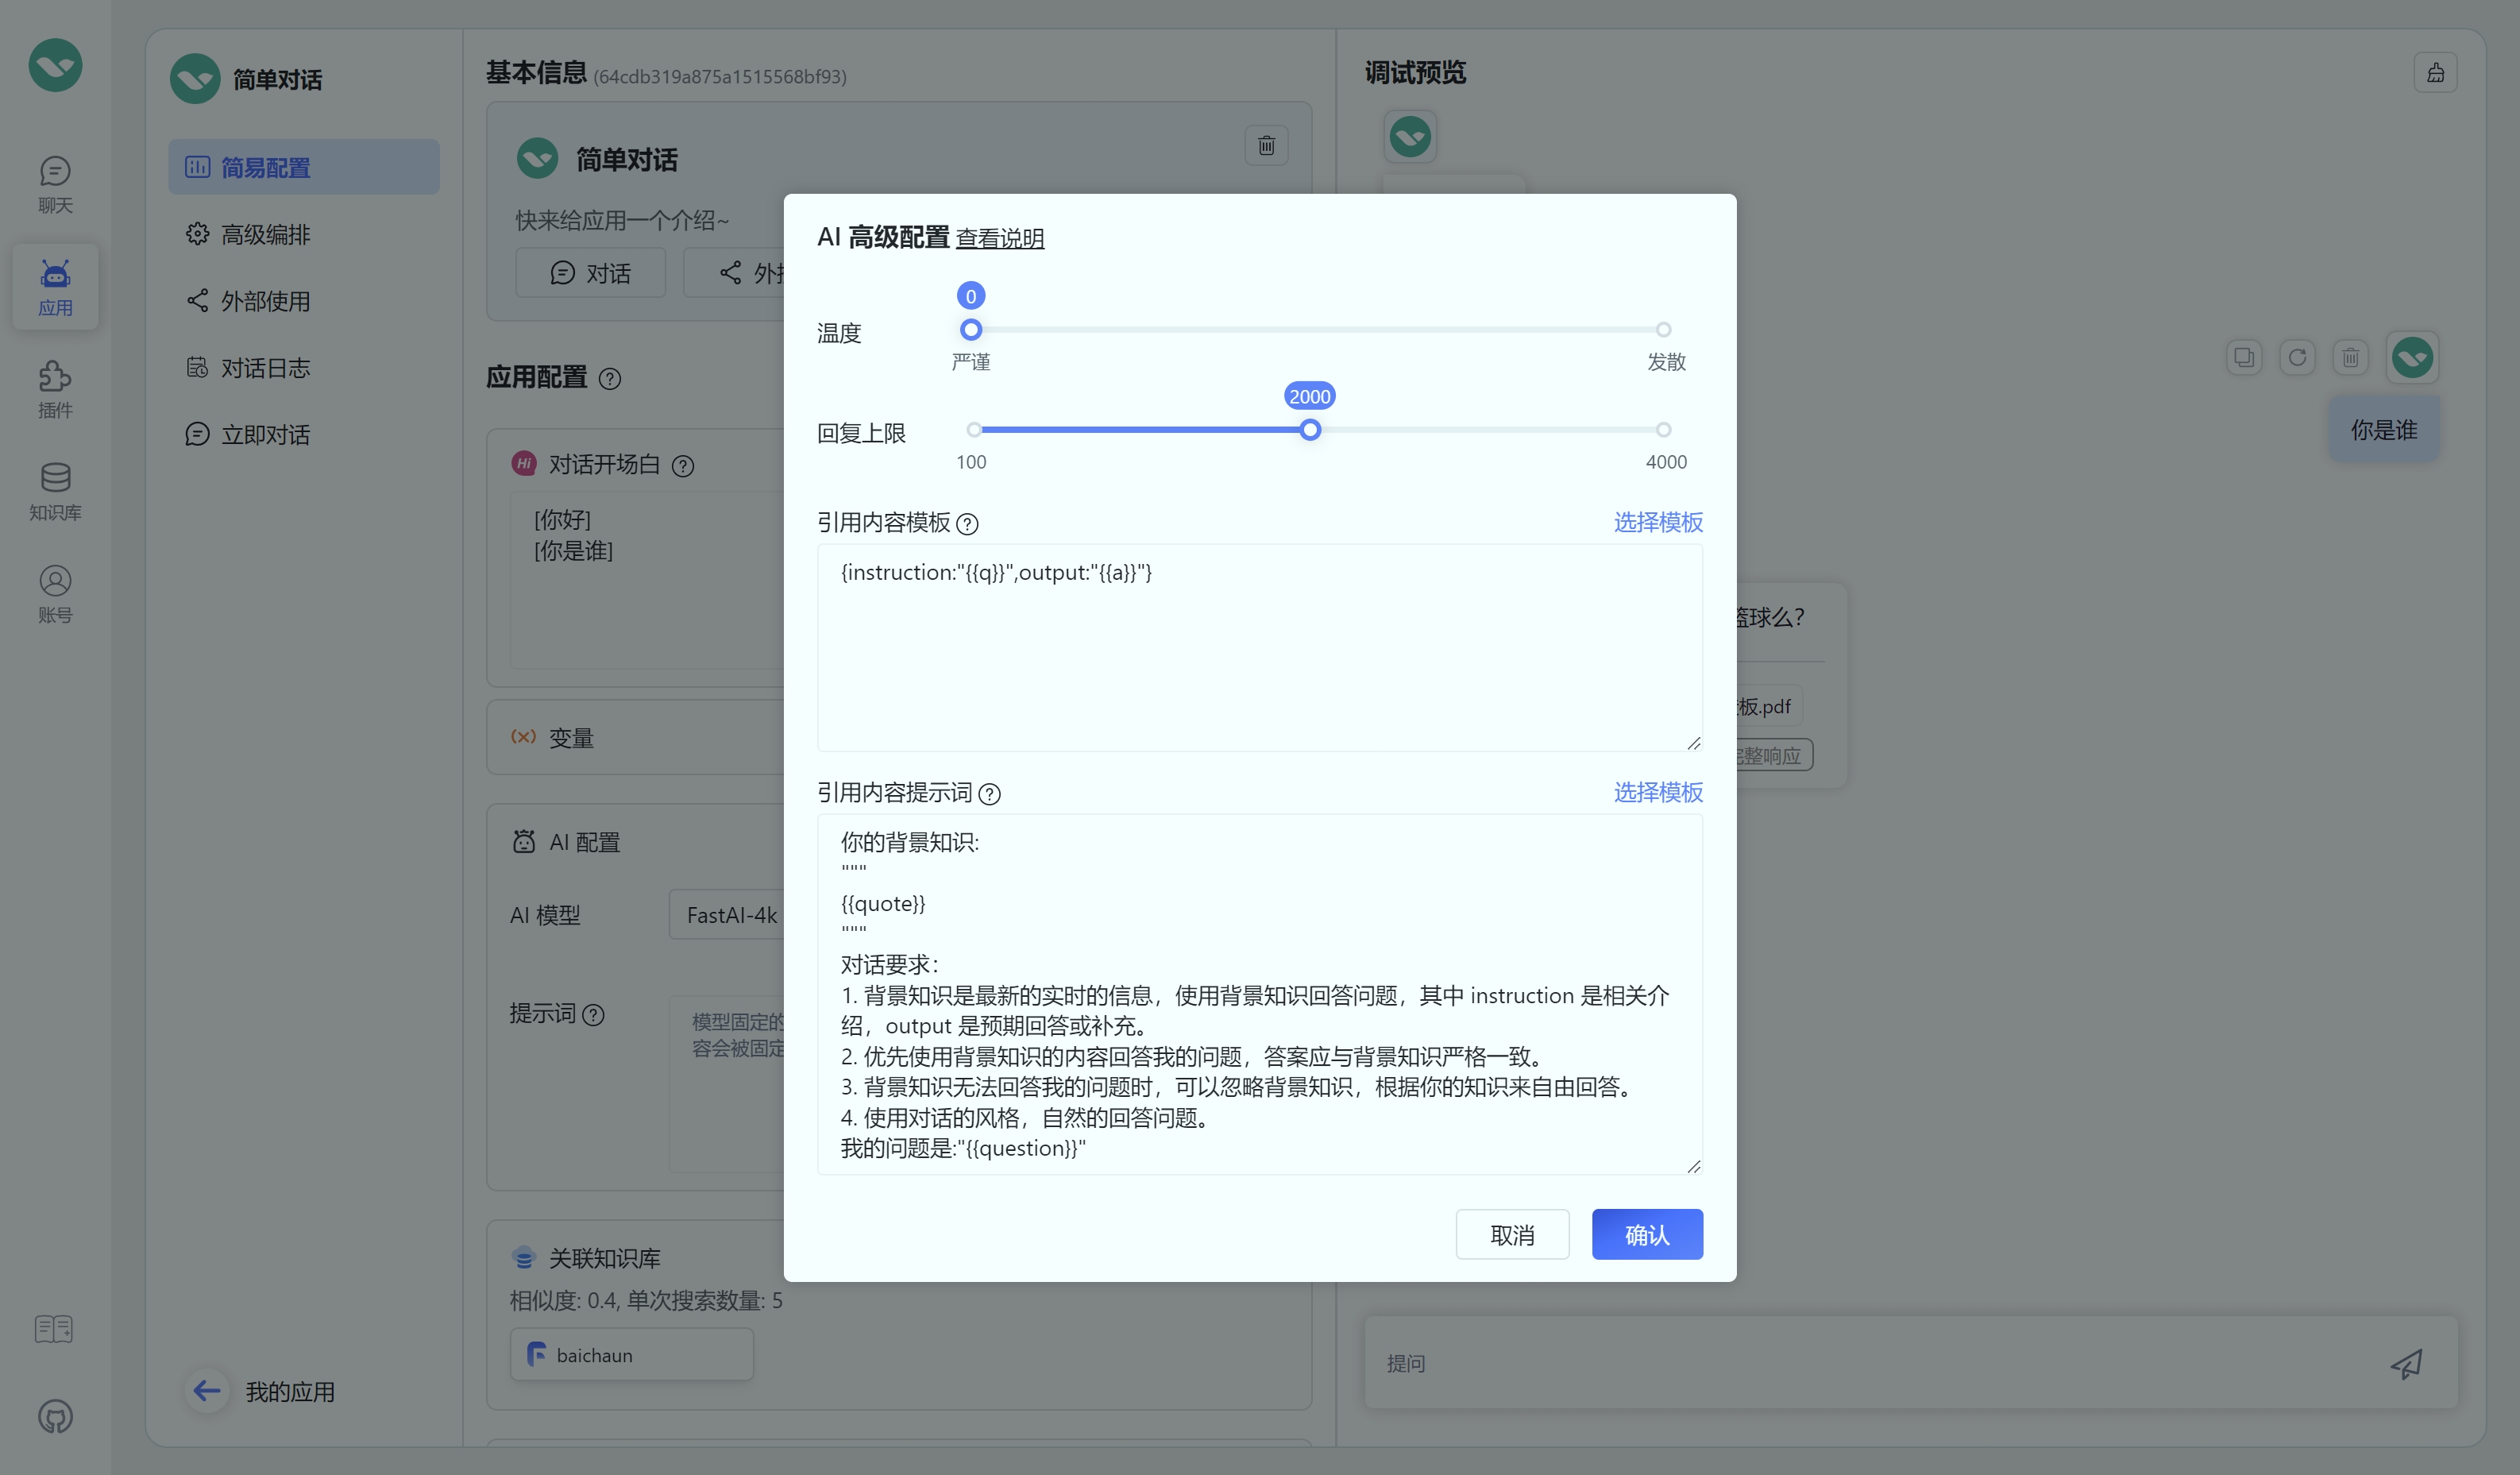 聊天
应用
插件
知识库
账号
简单对话
简易配置
高级编排
外部使用
对话日志
立即对话
我的应用
基本信息 (64cdb319a875a1515568bf93)
简单对话
快来给应用一个介绍~
对话
外
应用配置 ?
Hi 对话开场白 ?
[你好]
[你是谁]
(x) 变量
AI 配置
AI 模型 FastAI-4k
提示词 ?
模型固定的
容会被固定
关联知识库
相似度: 0.4, 单次搜索数量: 5
baichaun
AI 高级配置 查看说明
温度
0
严谨
发散
回复上限
2000
100
4000
引用内容模板 ?
选择模板
{instruction:"{{q}}",output:"{{a}}"}
引用内容提示词 ?
选择模板
你的背景知识:
"""
{{quote}}
"""
对话要求：
1. 背景知识是最新的实时的信息，使用背景知识回答问题，其中 instruction 是相关介
绍，output 是预期回答或补充。
2. 优先使用背景知识的内容回答我的问题，答案应与背景知识严格一致。
3. 背景知识无法回答我的问题时，可以忽略背景知识，根据你的知识来自由回答。
4. 使用对话的风格，自然的回答问题。
我的问题是:"{{question}}"
取消
确认
调试预览
你是谁
篮球么？
板.pdf
完整响应
提问